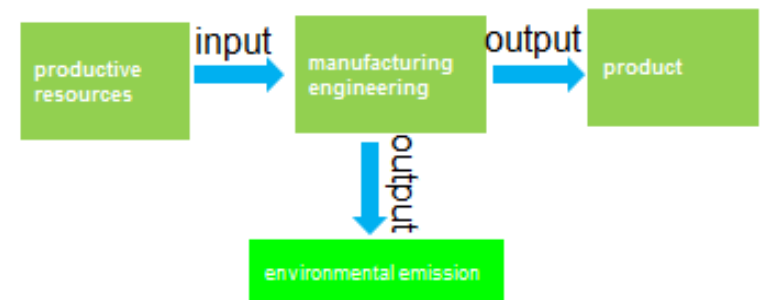 input
output
productive
resources
manufacturing
engineering
product
output
environmental emission